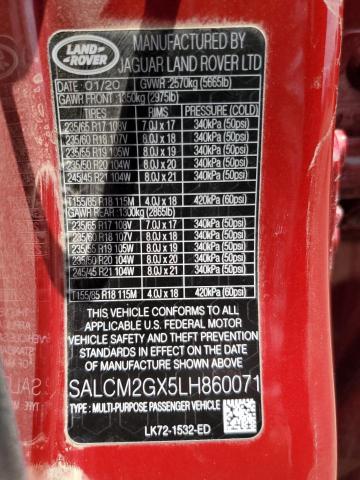 LAND-
ROVER
MANUFACTURED BY
JAGUAR LAND ROVER LTD
DATE : 01/20 GVWR :2570kg (5665lb)
GAWR FRONT :1350kg (2975lb)
TIRES RIMS PRESSURE (COLD)
235/65 R17 108V 7.0J x 17 340kPa (50psi)
235/60 R18 107V 8.0J x 18 340kPa (50psi)
235/55 R19 105W 8.0J x 19 340kPa (50psi)
235/50 R20 104W 8.0J x 20 340kPa (50psi)
245/45 R21 104W 8.0J x 21 340kPa (50psi)
T155/85 R18 115M 4.0J x 18 420kPa (60psi)
GAWR REAR :1300kg (2865lb)
235/65 R17 108V 7.0J x 17 340kPa (50psi)
235/60 R18 107V 8.0J x 18 340kPa (50psi)
235/55 R19 105W 8.0J x 19 340kPa (50psi)
235/50 R20 104W 8.0J x 20 340kPa (50psi)
245/45 R21 104W 8.0J x 21 340kPa (50psi)
T155/85 R18 115M 4.0J x 18 420kPa (60psi)
THIS VEHICLE CONFORMS TO ALL
APPLICABLE U.S. FEDERAL MOTOR
VEHICLE SAFETY AND THEFT PREVENTION
STANDARDS IN EFFECT ON THE DATE OF
MANUFACTURE SHOWN ABOVE.
SALCM2GX5LH860071
TYPE : MULTI-PURPOSE PASSENGER VEHICLE
LK72-1532-ED